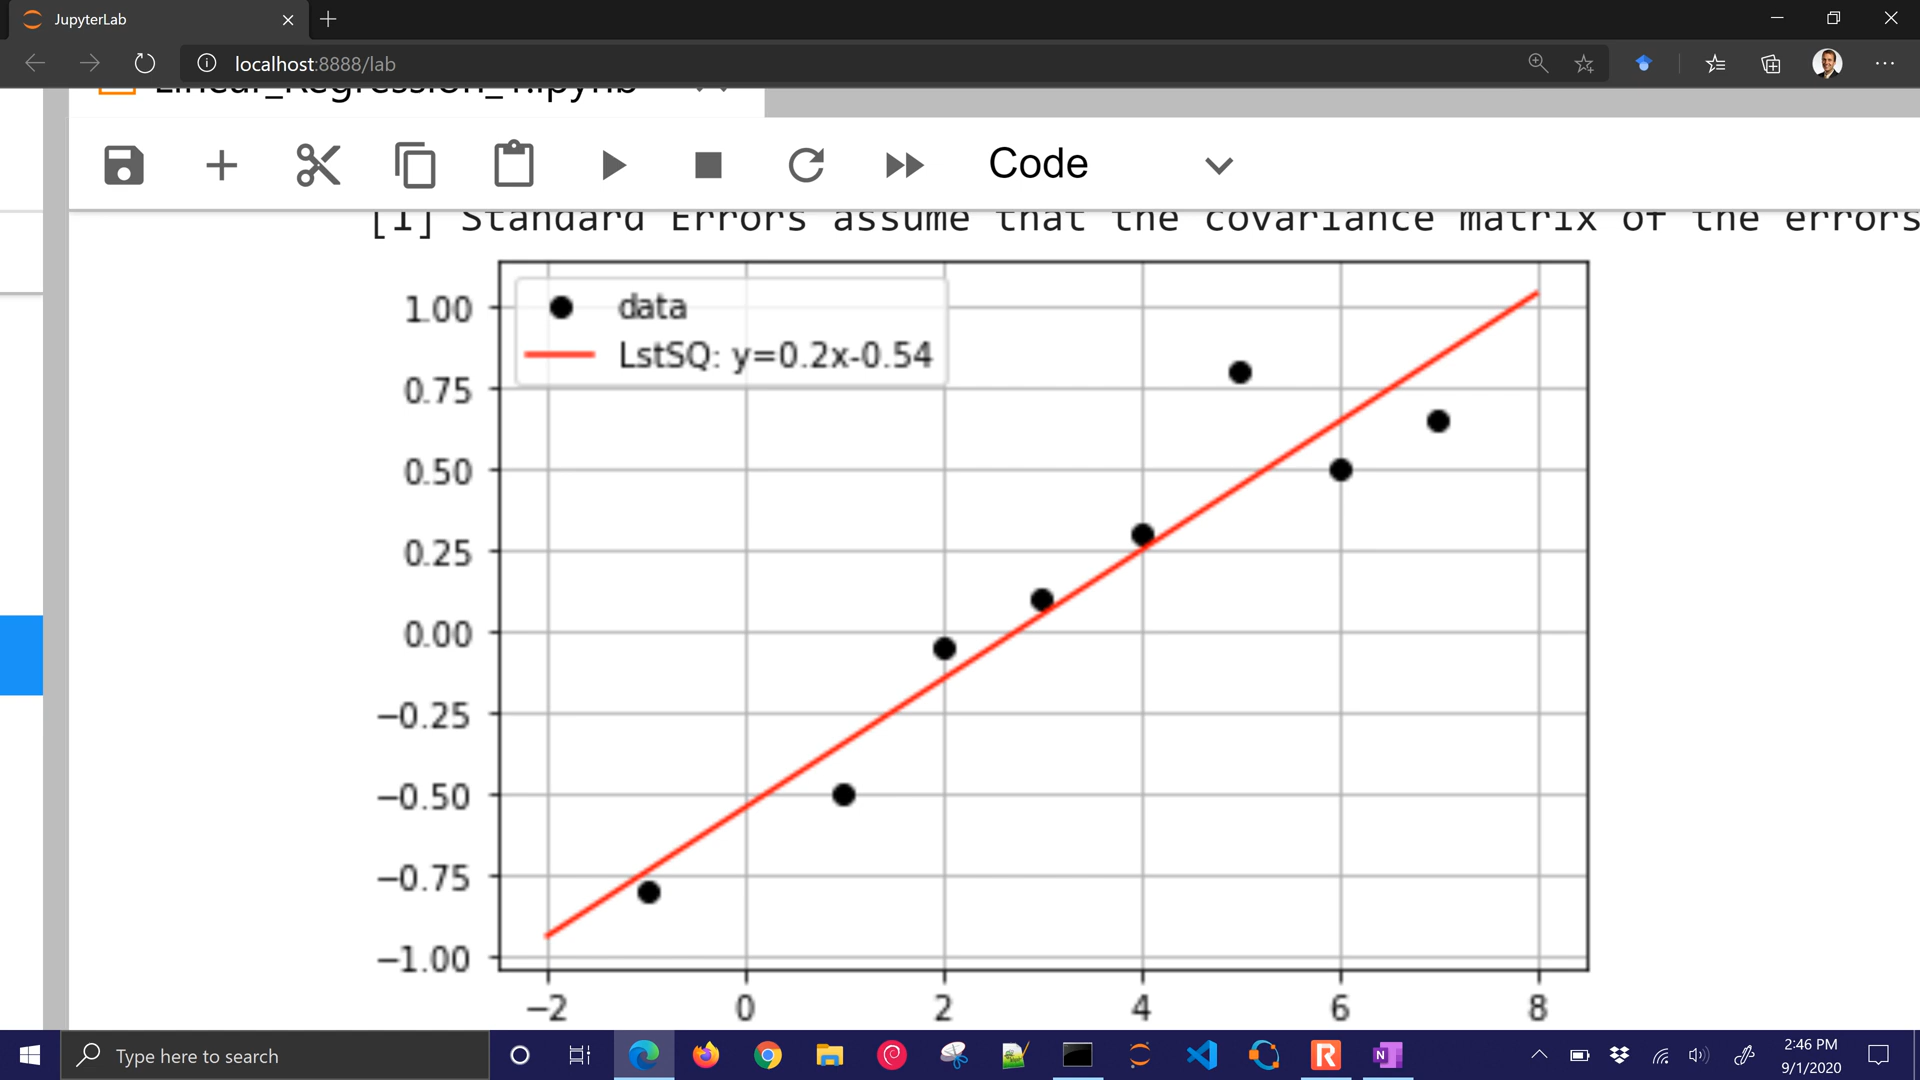 JupyterLab
localhost:8888/lab
Linear_Regression_1.ipynb
Code
[1] Standard Errors assume that the covariance matrix of the errors
data
LstSQ: y=0.2x-0.54
1.00
0.75
0.50
0.25
0.00
−0.25
−0.50
−0.75
−1.00
−2 0 2 4 6 8
Type here to search
R
N
2:46 PM
9/1/2020